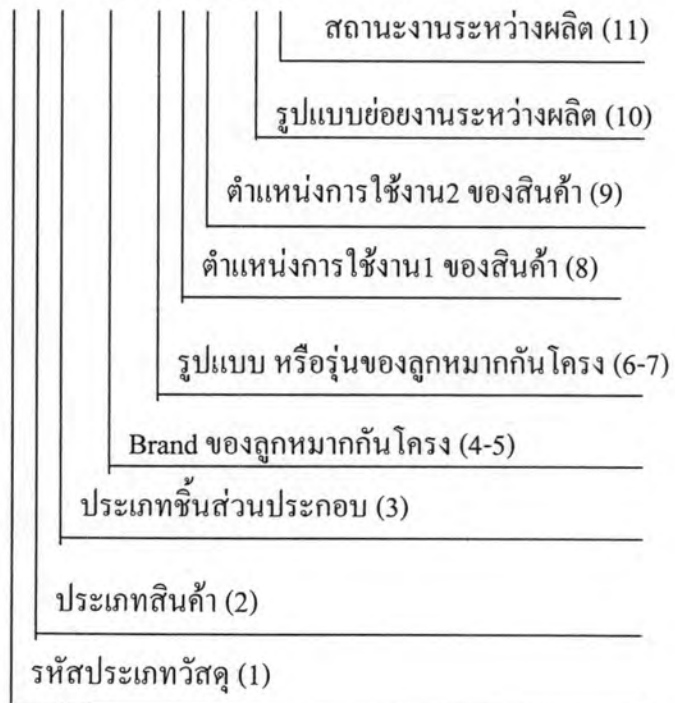 สถานะงานระหว่างผลิต (11)
รูปแบบย่อยงานระหว่างผลิต (10)
ตำแหน่งการใช้งาน2 ของสินค้า (9)
ตำแหน่งการใช้งาน1 ของสินค้า (8)
รูปแบบ หรือรุ่นของลูกหมากกันโครง (6-7)
Brand ของลูกหมากกันโครง (4-5)
ประเภทชิ้นส่วนประกอบ (3)
ประเภทสินค้า (2)
รหัสประเภทวัสดุ (1)